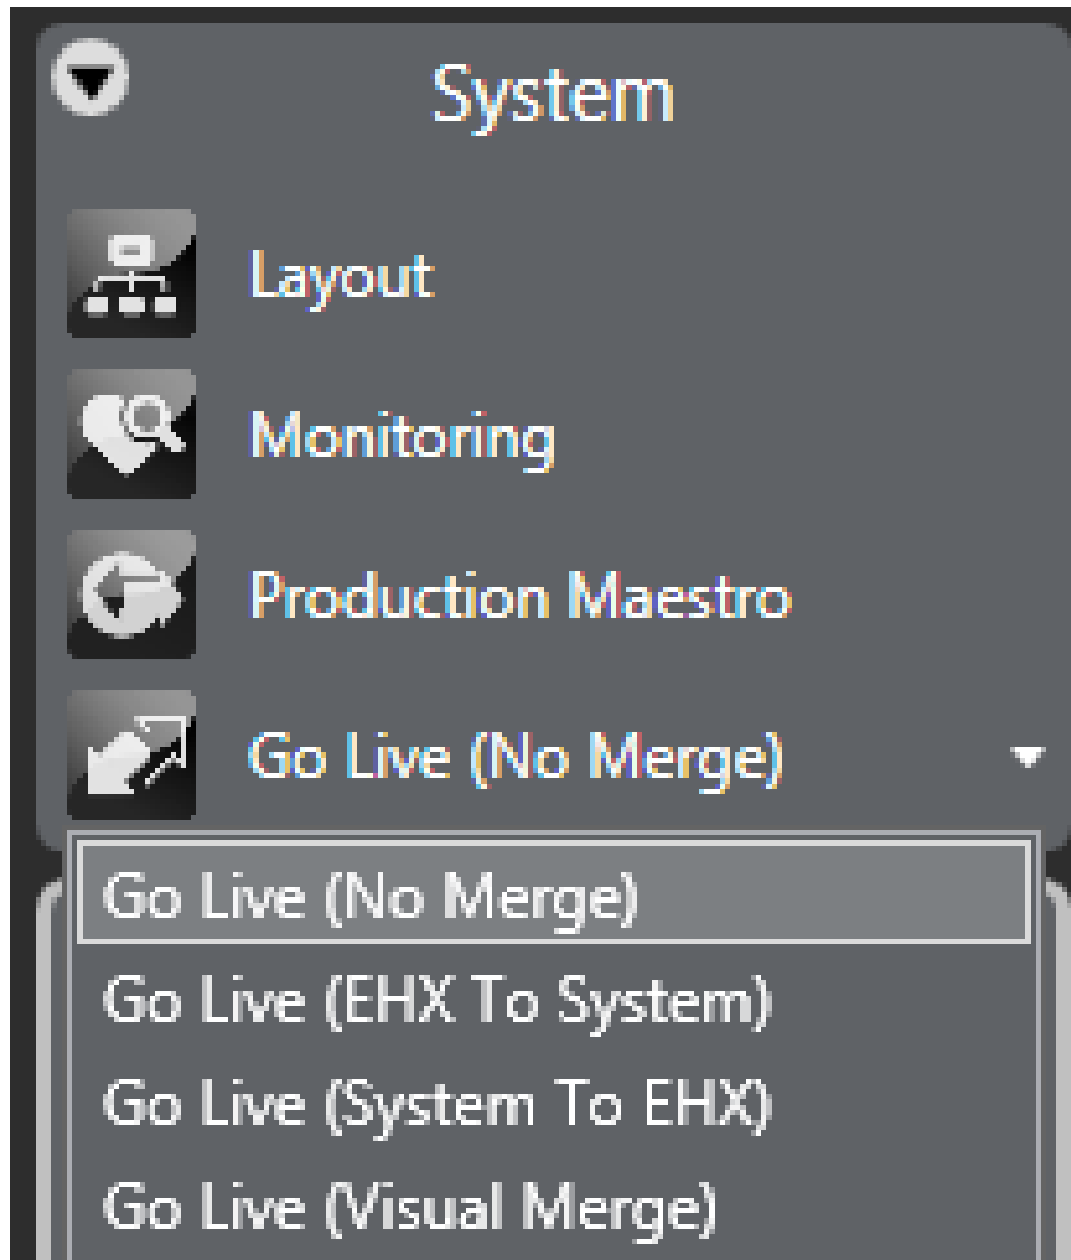 System
Layout
Monitoring
Production Maestro
Go Live (No Merge)
Go Live (No Merge)
Go Live (EHX To System)
Go Live (System To EHX)
Go Live (Visual Merge)